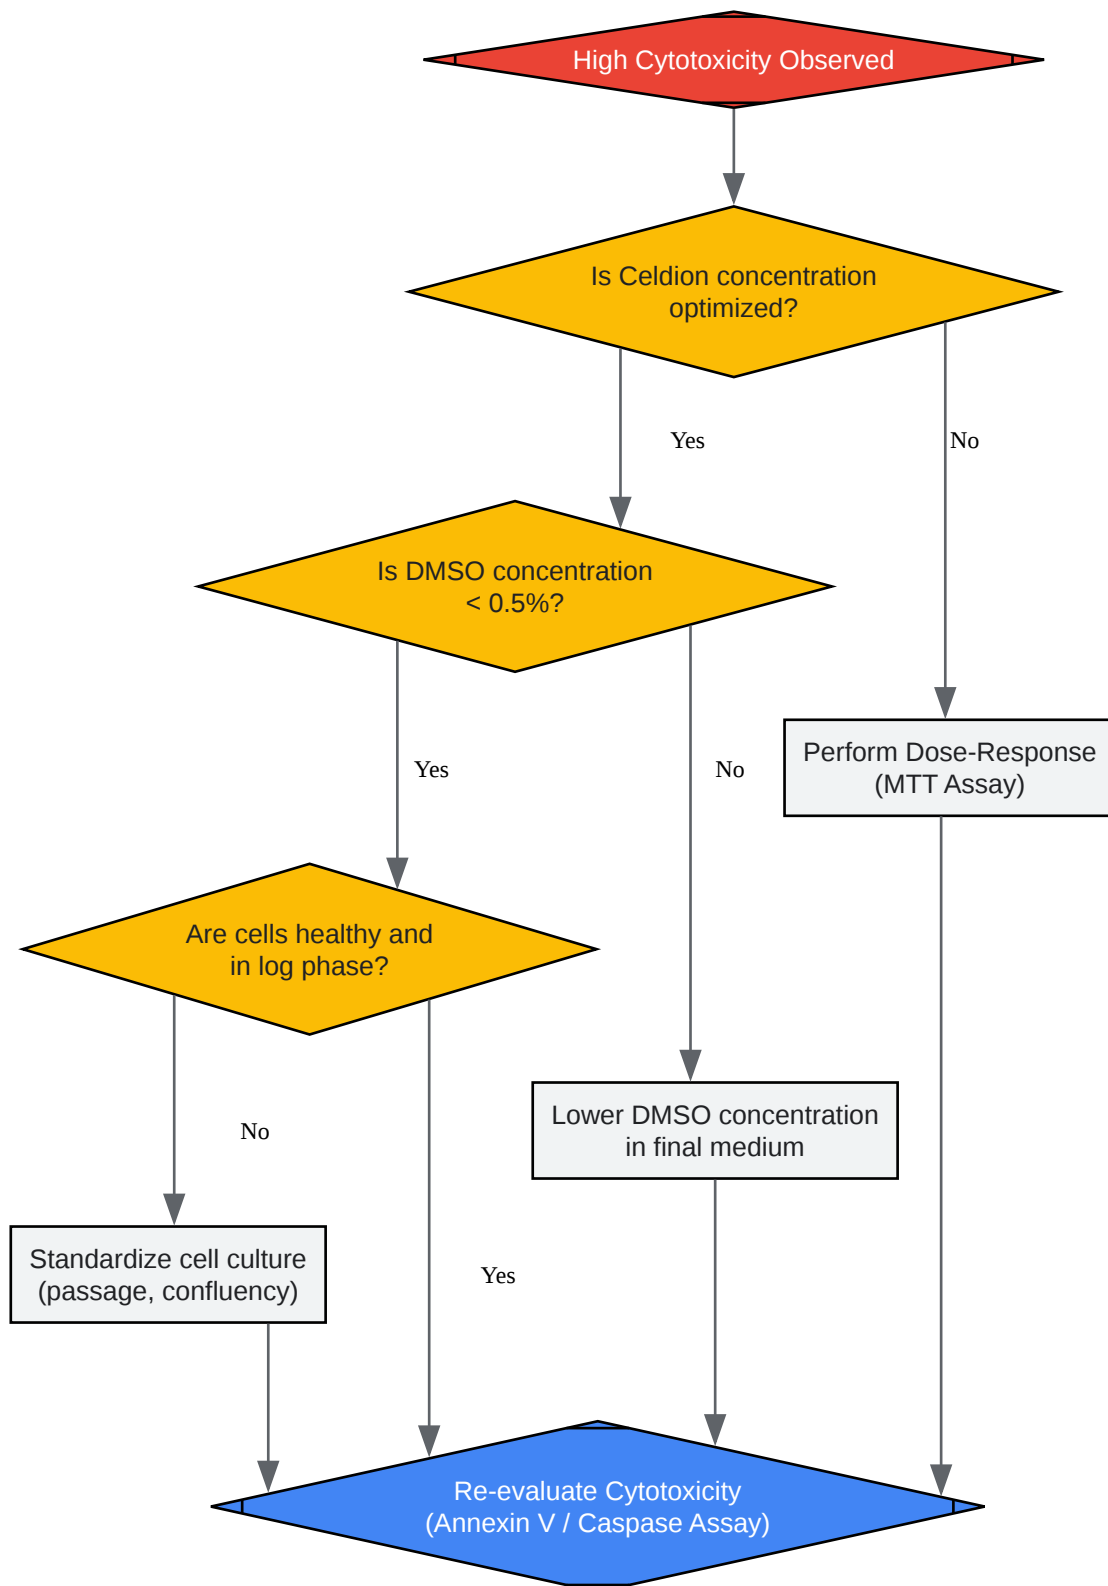 High Cytotoxicity Observed
Is Celdion concentration
optimized?
Yes
No
Is DMSO concentration
< 0.5%?
Yes
No
Perform Dose-Response
(MTT Assay)
Are cells healthy and
in log phase?
No
Yes
Lower DMSO concentration
in final medium
Standardize cell culture
(passage, confluency)
Re-evaluate Cytotoxicity
(Annexin V / Caspase Assay)